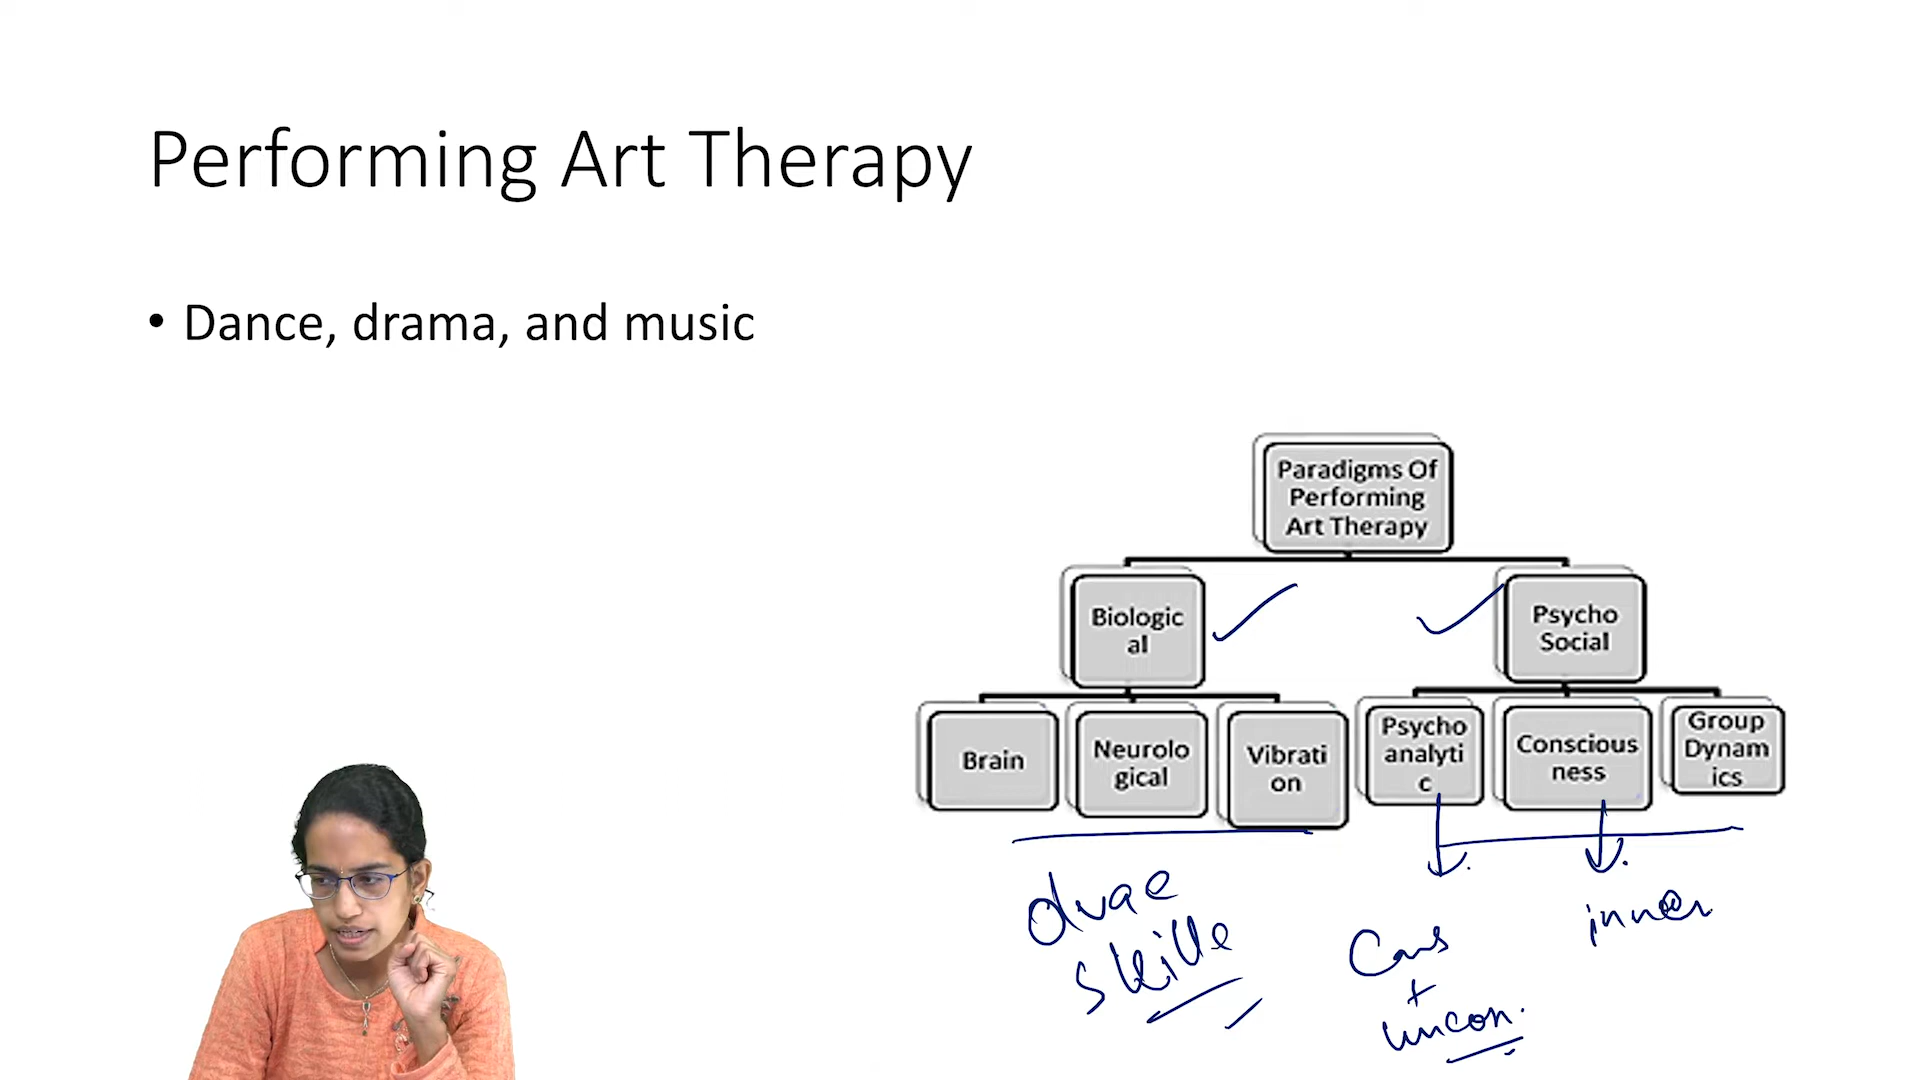 Performing Art Therapy
• Dance, drama, and music
Paradigms Of
Performing
Art Therapy
Biologic
al
Psycho
Social
Brain
Neurolo
gical
Vibrati
on
Psycho
analyti
c
Conscious
ness
Group
Dynam
ics
skills
Cons
+
uncon.
inner